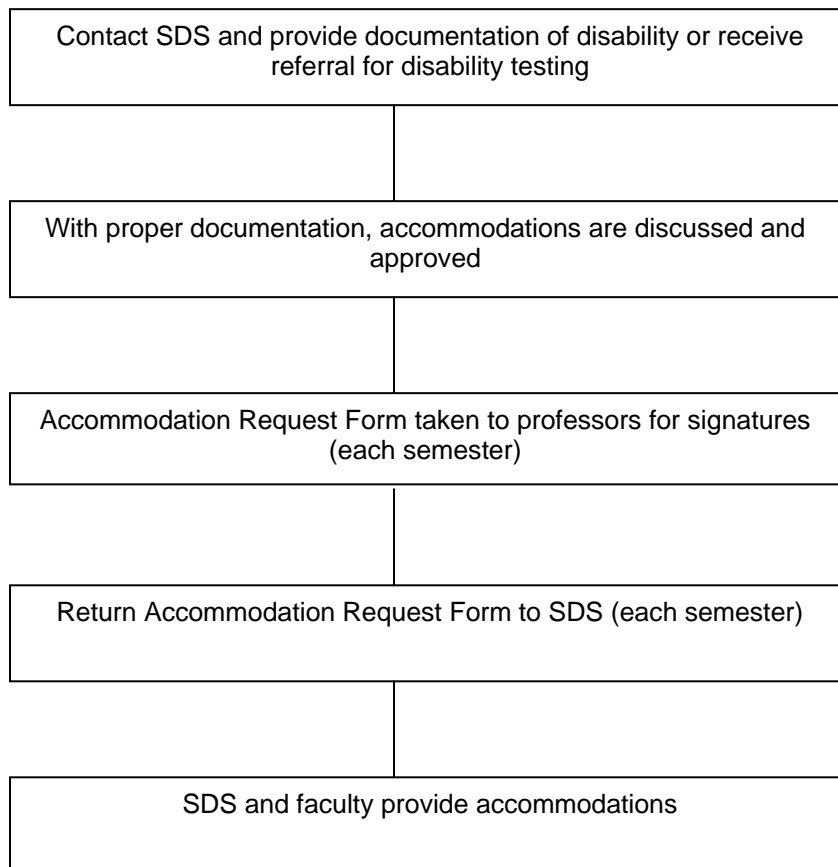 Contact SDS and provide documentation of disability or receive
referral for disability testing
With proper documentation, accommodations are discussed and
approved
Accommodation Request Form taken to professors for signatures
(each semester)
Return Accommodation Request Form to SDS (each semester)
SDS and faculty provide accommodations